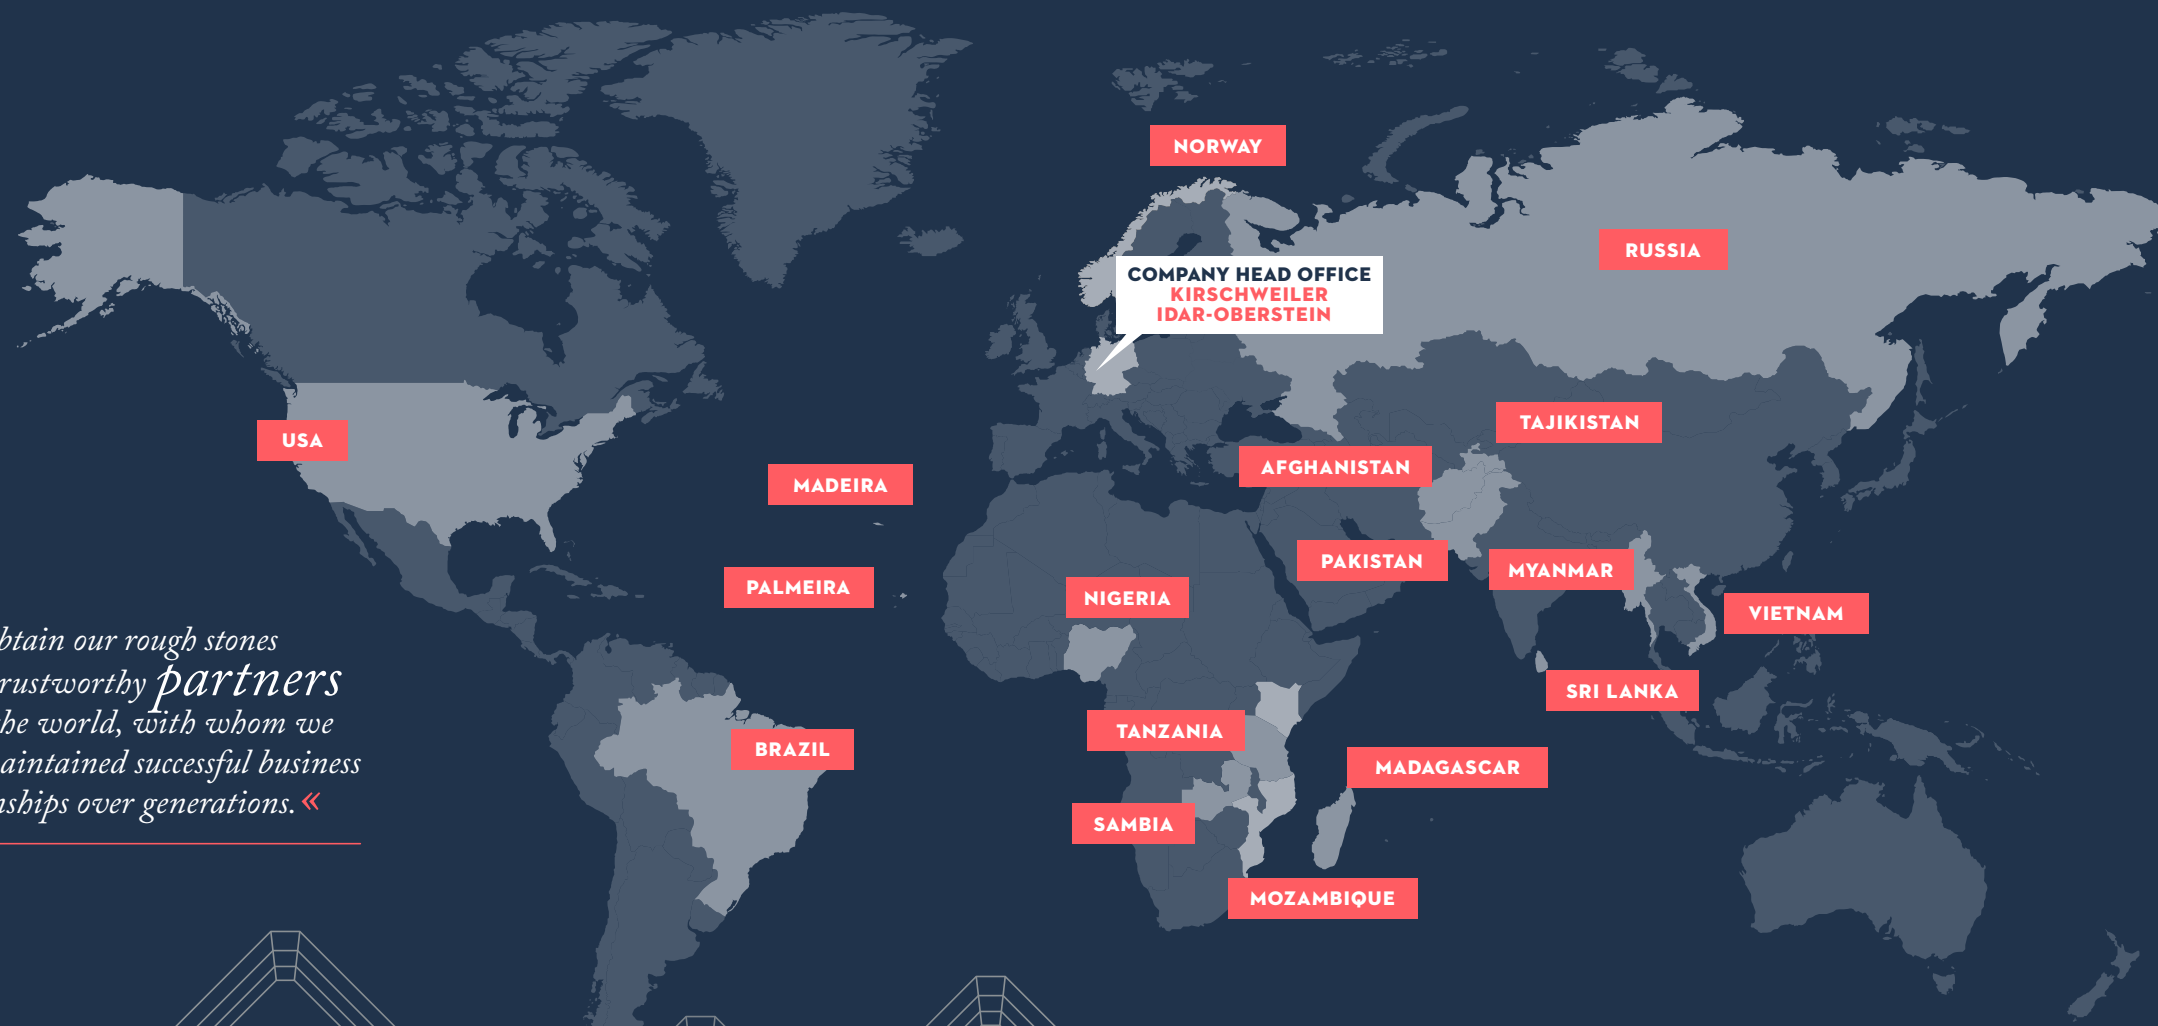 NORWAY
RUSSIA
COMPANY HEAD OFFICE
KIRSCHWEILER
IDAR-OBERSTEIN
USA
TAJIKISTAN
AFGHANISTAN
MADEIRA
PAKISTAN
MYANMAR
PALMEIRA
NIGERIA
VIETNAM
SRI LANKA
TANZANIA
BRAZIL
MADAGASCAR
SAMBIA
MOZAMBIQUE
btain our rough stones
rustworthy partners
he world, with whom we
aintained successful business
nships over generations. «